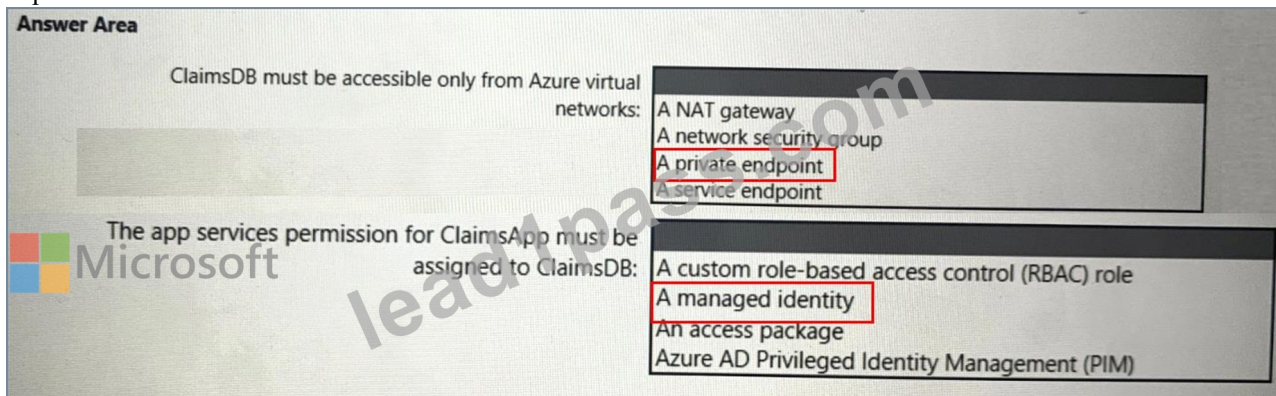 Answer Area
ClaimsDB must be accessible only from Azure virtual
networks:
A NAT gateway
A network security group
A private endpoint
A service endpoint
The app services permission for ClaimsApp must be
assigned to ClaimsDB:
A custom role-based access control (RBAC) role
A managed identity
An access package
Azure AD Privileged Identity Management (PIM)
Microsoft
lead1pass.com